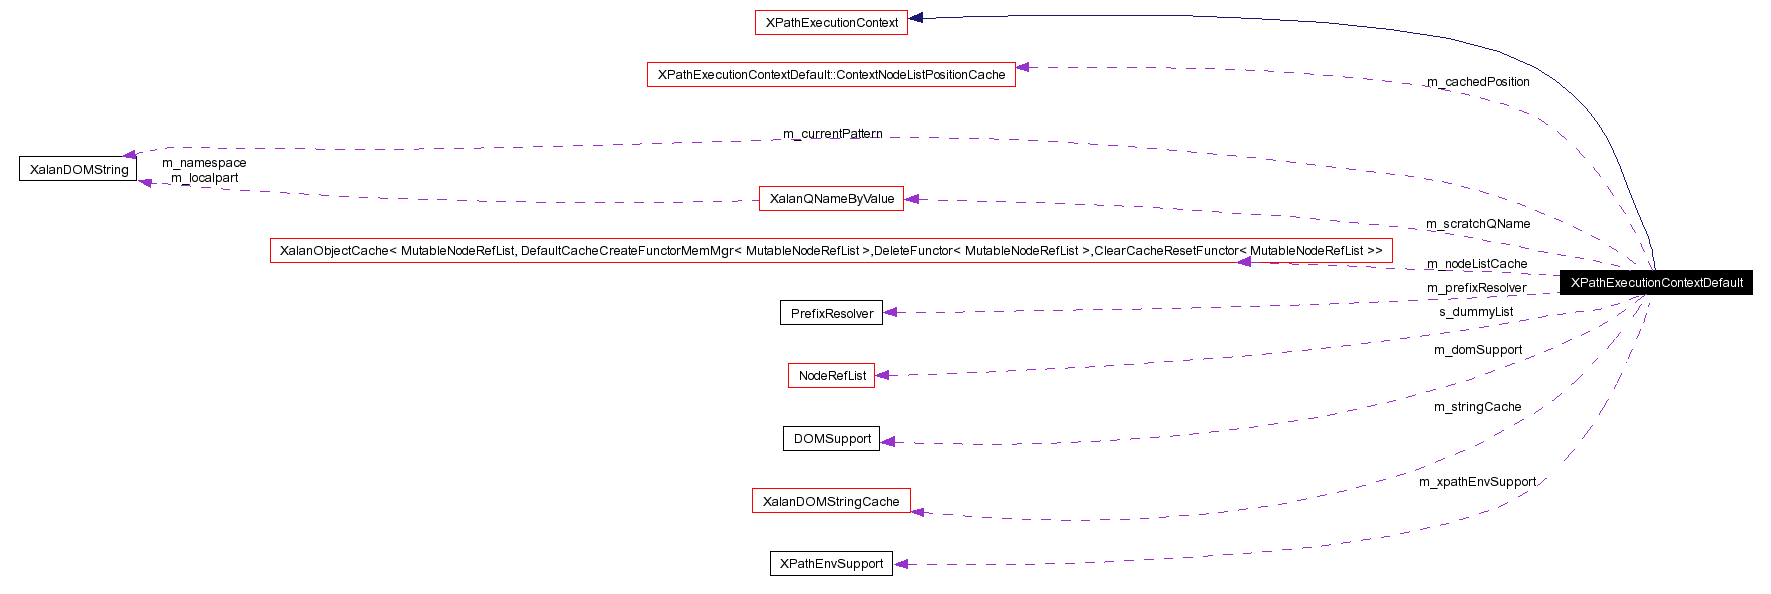 XPathExecutionContext
XPathExecutionContextDefault::ContextNodeListPositionCache
m_cachedPosition
m_currentPattern
XalanDOMString
m_namespace
m_localpart
XalanQNameByValue
m_scratchQName
XalanObjectCache< MutableNodeRefList, DefaultCacheCreateFunctorMemMgr< MutableNodeRefList >,DeleteFunctor< MutableNodeRefList >,ClearCacheResetFunctor< MutableNodeRefList >>
m_nodeListCache
XPathExecutionContextDefault
m_prefixResolver
PrefixResolver
s_dummyList
m_domSupport
NodeRefList
m_stringCache
DOMSupport
m_xpathEnvSupport
XalanDOMStringCache
XPathEnvSupport